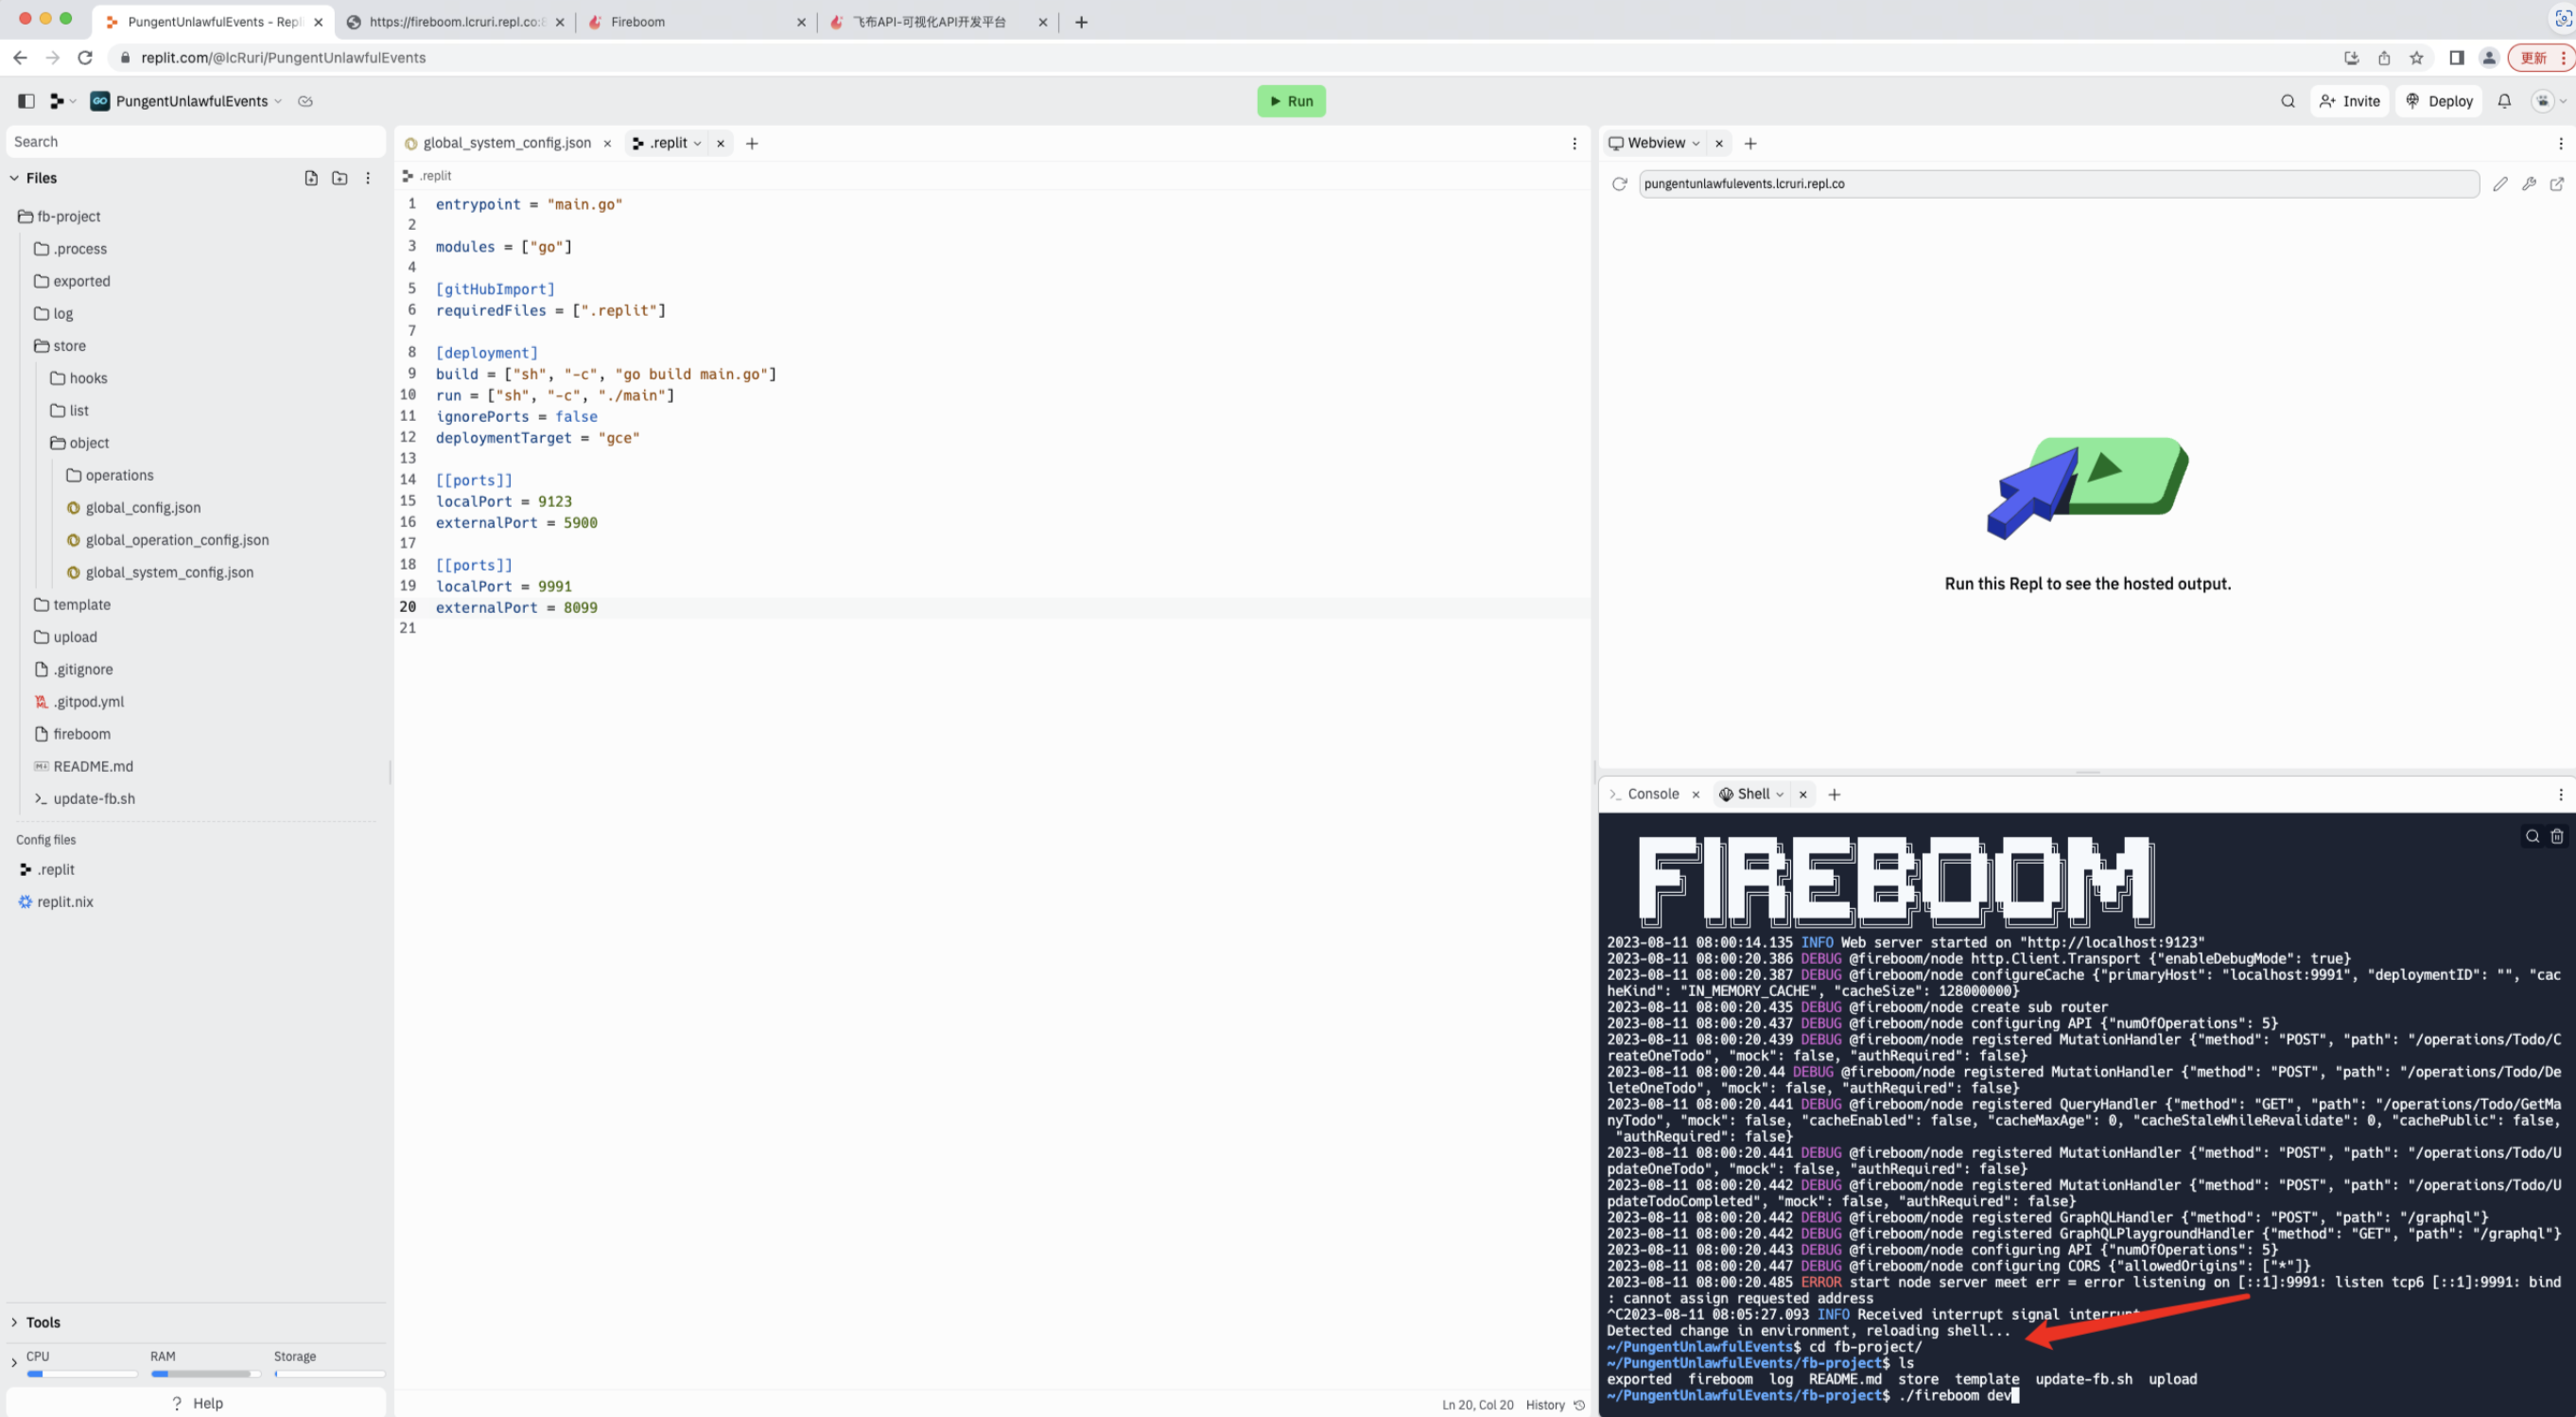 PungentUnlawfulEvents - Repli
https://fireboom.lcruri.repl.co:8
Fireboom
飞布API-可视化API开发平台
replit.com/@lcRuri/PungentUnlawfulEvents
更新
GO PungentUnlawfulEvents
Run
Invite
Deploy
Search
Files
fb-project
.process
exported
log
store
hooks
list
object
operations
global_config.json
global_operation_config.json
global_system_config.json
template
upload
.gitignore
.gitpod.yml
fireboom
README.md
update-fb.sh
Config files
.replit
replit.nix
Tools
CPU RAM Storage
? Help
global_system_config.json
.replit
.replit
1 entrypoint = "main.go"
2
3 modules = ["go"]
4
5 [gitHubImport]
6 requiredFiles = [".replit"]
7
8 [deployment]
9 build = ["sh", "-c", "go build main.go"]
10 run = ["sh", "-c", "./main"]
11 ignorePorts = false
12 deploymentTarget = "gce"
13
14 [[ports]]
15 localPort = 9123
16 externalPort = 5900
17
18 [[ports]]
19 localPort = 9991
20 externalPort = 8099
21
Ln 20, Col 20 History
Webview
pungentunlawfulevents.lcruri.repl.co
Run this Repl to see the hosted output.
Console
Shell
FIREBOOM
2023-08-11 08:00:14.135 INFO Web server started on "http://localhost:9123"
2023-08-11 08:00:20.386 DEBUG @fireboom/node http.Client.Transport {"enableDebugMode": true}
2023-08-11 08:00:20.387 DEBUG @fireboom/node configureCache {"primaryHost": "localhost:9991", "deploymentID": "", "cac
heKind": "IN_MEMORY_CACHE", "cacheSize": 128000000}
2023-08-11 08:00:20.435 DEBUG @fireboom/node create sub router
2023-08-11 08:00:20.437 DEBUG @fireboom/node configuring API {"numOfOperations": 5}
2023-08-11 08:00:20.439 DEBUG @fireboom/node registered MutationHandler {"method": "POST", "path": "/operations/Todo/C
reateOneTodo", "mock": false, "authRequired": false}
2023-08-11 08:00:20.44 DEBUG @fireboom/node registered MutationHandler {"method": "POST", "path": "/operations/Todo/De
leteOneTodo", "mock": false, "authRequired": false}
2023-08-11 08:00:20.441 DEBUG @fireboom/node registered QueryHandler {"method": "GET", "path": "/operations/Todo/GetMa
nyTodo", "mock": false, "cacheEnabled": false, "cacheMaxAge": 0, "cacheStaleWhileRevalidate": 0, "cachePublic": false,
"authRequired": false}
2023-08-11 08:00:20.441 DEBUG @fireboom/node registered MutationHandler {"method": "POST", "path": "/operations/Todo/U
pdateOneTodo", "mock": false, "authRequired": false}
2023-08-11 08:00:20.442 DEBUG @fireboom/node registered MutationHandler {"method": "POST", "path": "/operations/Todo/U
pdateTodoCompleted", "mock": false, "authRequired": false}
2023-08-11 08:00:20.442 DEBUG @fireboom/node registered GraphQLHandler {"method": "POST", "path": "/graphql"}
2023-08-11 08:00:20.442 DEBUG @fireboom/node registered GraphQLPlaygroundHandler {"method": "GET", "path": "/graphql"}
2023-08-11 08:00:20.443 DEBUG @fireboom/node configuring API {"numOfOperations": 5}
2023-08-11 08:00:20.447 DEBUG @fireboom/node configuring CORS {"allowedOrigins": ["*"]}
2023-08-11 08:00:20.485 ERROR start node server meet err = error listening on [::1]:9991: listen tcp6 [::1]:9991: bind
: cannot assign requested address
^C2023-08-11 08:05:27.093 INFO Received interrupt signal interrupt
Detected change in environment, reloading shell...
~/PungentUnlawfulEvents$ cd fb-project/
~/PungentUnlawfulEvents/fb-project$ ls
exported fireboom log README.md store template update-fb.sh upload
~/PungentUnlawfulEvents/fb-project$ ./fireboom dev